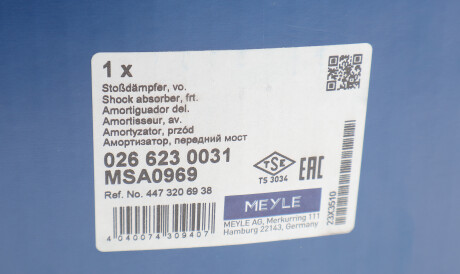 1 x
Stoßdämpfer, vo.
Shock absorber, frt.
Amortiguador del.
Amortisseur, av.
Amortyzator, przód
Амортизатор, передний мост
026 623 0031
MSA0969
Ref. No. 447 320 69 38
4 040074 309407
TSE
TS 3034
EAC
MEYLE
MEYLE AG, Merkurring 111
Hamburg 22143, Germany
23X3510